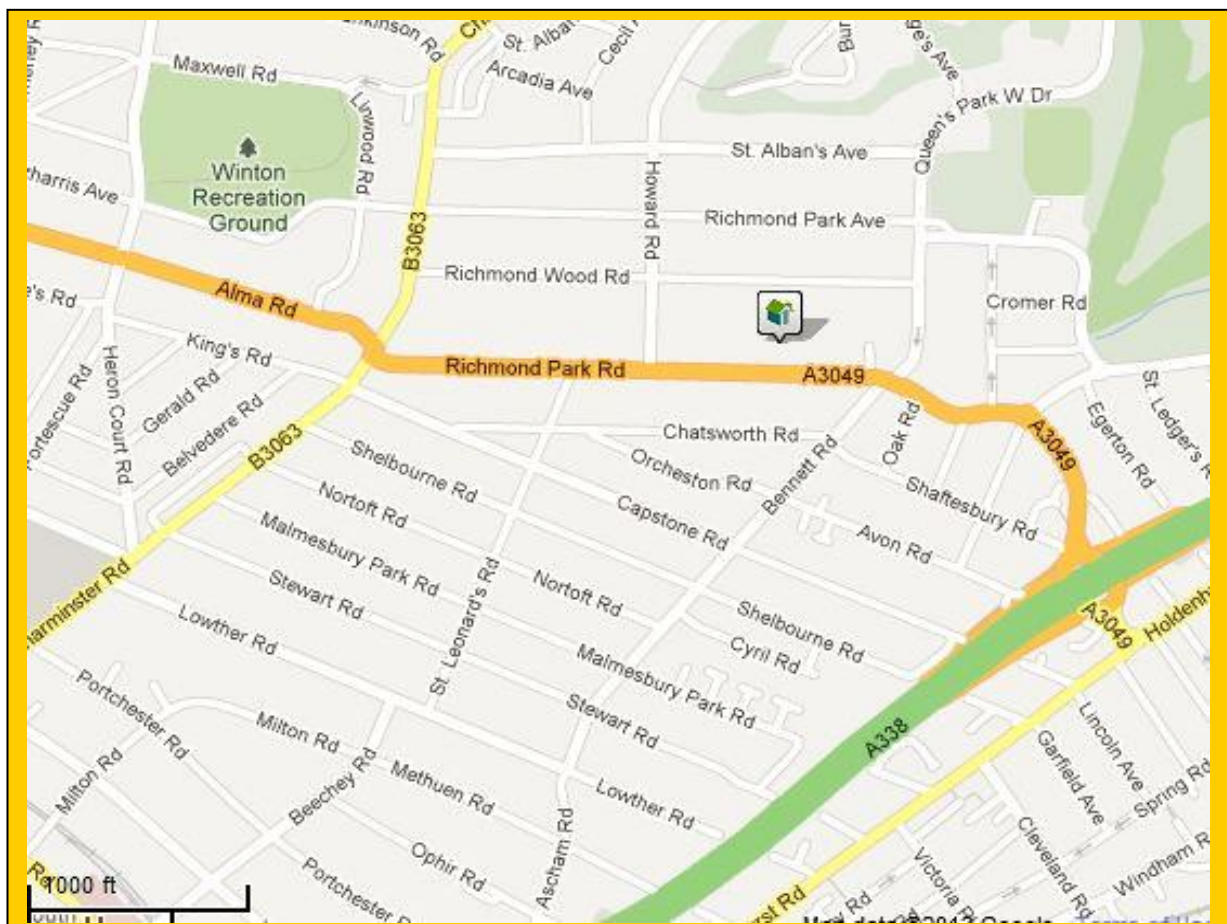 Maxwell Rd
St. Alban
Cecil
Arcadia Ave
Queen's Park W Dr
Linwood Rd
St. Alban's Ave
Winton
Recreation
Ground
Howard Rd
Richmond Park Ave
B3063
Richmond Wood Rd
Alma Rd
Cromer Rd
King's Rd
Heron Court Rd
Richmond Park Rd
A3049
Gerald Rd
Portescue Rd
Belvedere Rd
B3063
Chatsworth Rd
Oak Rd
A3049
Egerton Rd
St. Ledger's
Shelbourne Rd
Orcheston Rd
Bennett Rd
Shaftesbury Rd
Nortoft Rd
Capstone Rd
Avon Rd
Malmesbury Park Rd
Stewart Rd
Nortoft Rd
Shelbourne Rd
A3049
Holdenh
Cyril Rd
Lowther Rd
St. Leonard's Rd
Malmesbury Park Rd
Portchester Rd
Stewart Rd
A338
Lincoln Ave
Garfield Ave
Spring Rd
Milton Rd
Milton Rd
Methuen Rd
Lowther Rd
Beechey Rd
Ascham Rd
Ophir Rd
Cleveland Rd
Windham Rd
Victoria
Portchester Rd
1000 ft